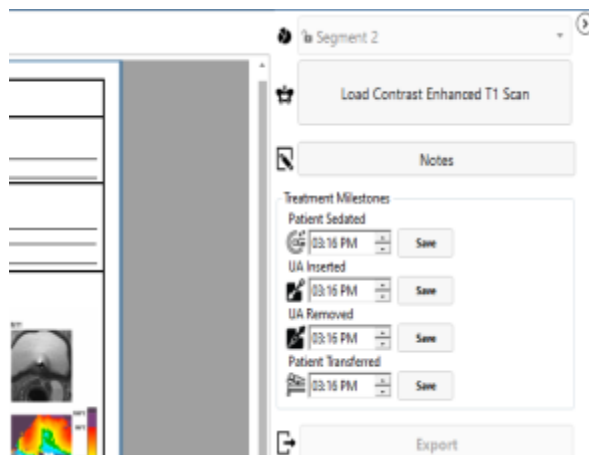 Segment 2
Load Contrast Enhanced T1 Scan
Notes
Treatment Milestones
Patient Sedated
03:16 PM Save
UA Inserted
03:16 PM Save
UA Removed
03:16 PM Save
Patient Transferred
03:16 PM Save
Export